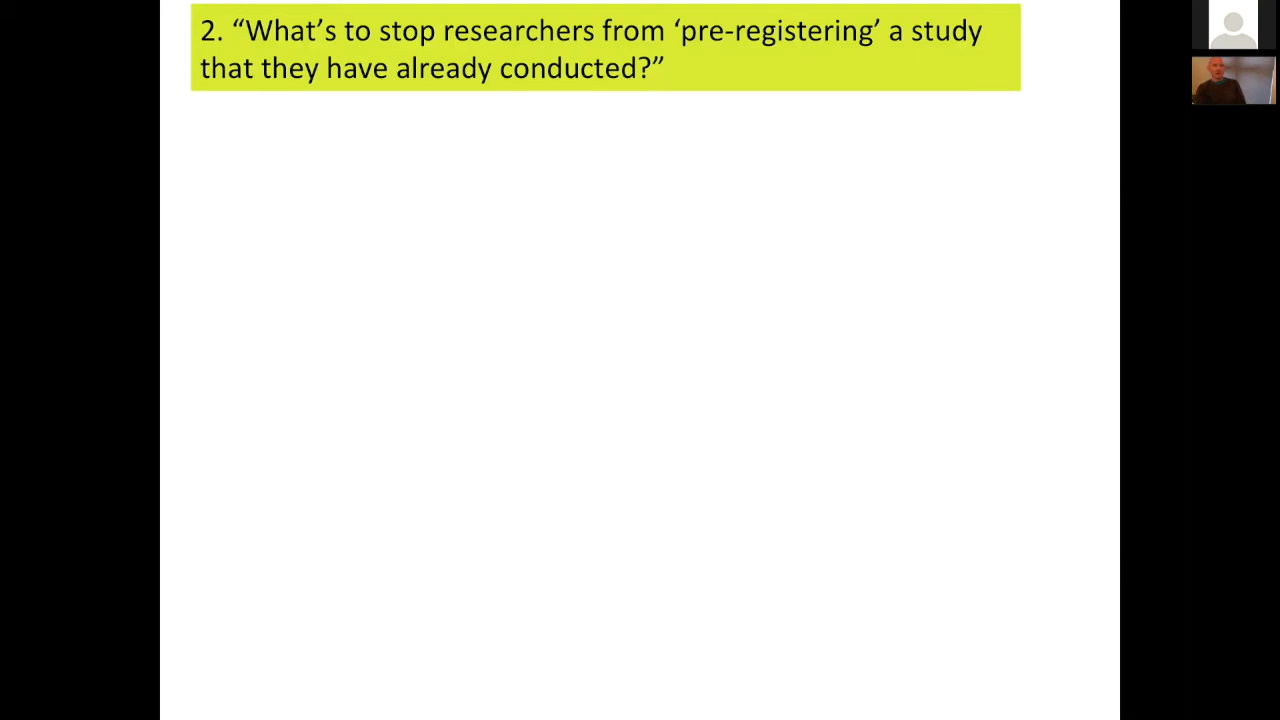 2. “What’s to stop researchers from ‘pre-registering’ a study
that they have already conducted?”